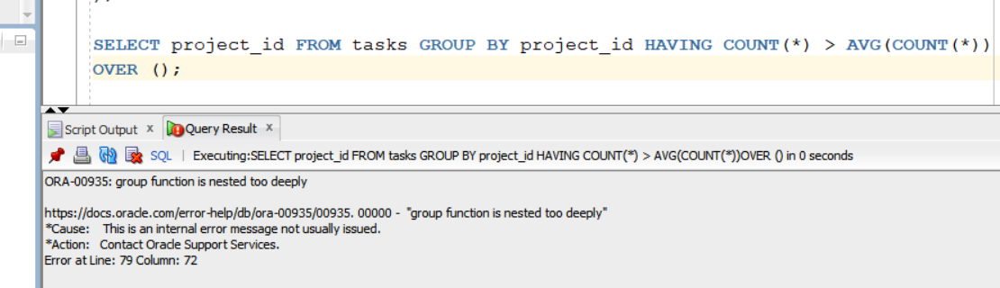 );
SELECT project_id FROM tasks GROUP BY project_id HAVING COUNT(*) > AVG(COUNT(*))
OVER ();
Script Output x Query Result x
SQL | Executing:SELECT project_id FROM tasks GROUP BY project_id HAVING COUNT(*) > AVG(COUNT(*))OVER () in 0 seconds
ORA-00935: group function is nested too deeply
https://docs.oracle.com/error-help/db/ora-00935/00935. 00000 - "group function is nested too deeply"
*Cause: This is an internal error message not usually issued.
*Action: Contact Oracle Support Services.
Error at Line: 79 Column: 72